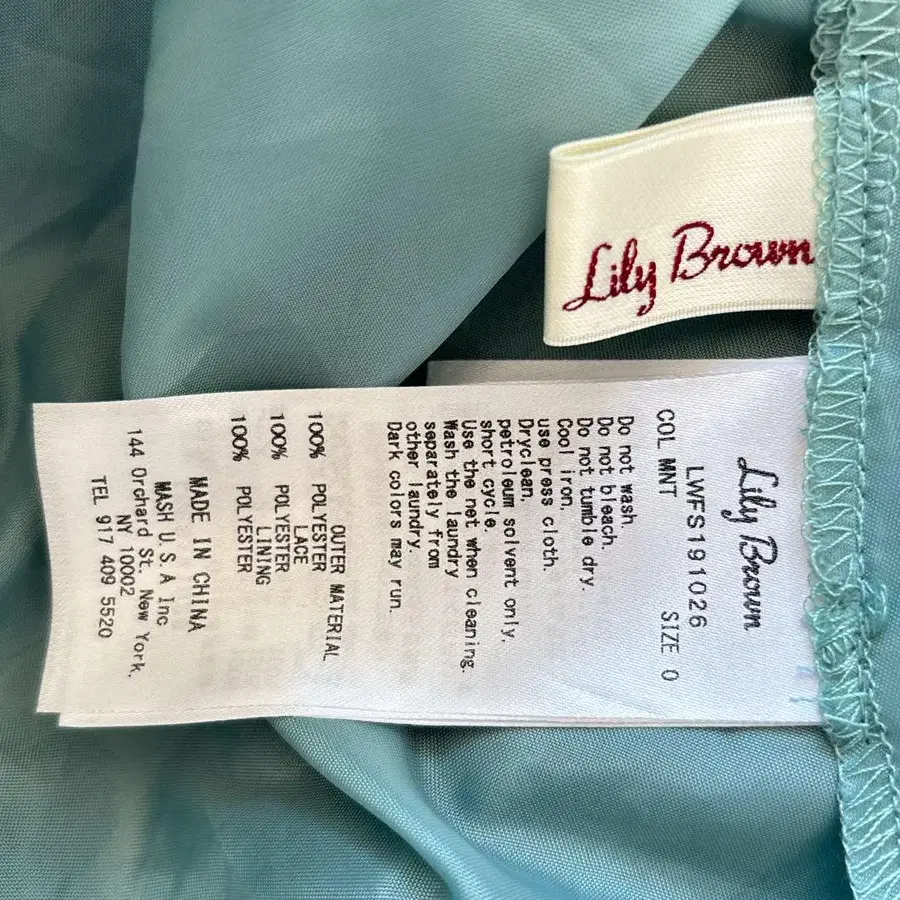 Lily Brown
Lily Brown
LWFS191026
COL MNT SIZE 0
Do not wash.
Do not bleach.
Do not tumble dry.
Cool iron.
use press cloth.
Dryclean.
petroleum solvent only.
short cycle.
Use the net when cleaning.
Wash the laundry
separately from
other laundry.
Dark colors may run.
OUTER MATERIAL
100% POLYESTER
LACE
100% POLYESTER
LINING
100% POLYESTER
MADE IN CHINA
MASH U.S.A Inc
144 Orchard St. New York,
NY 10002
TEL 917 409 5520